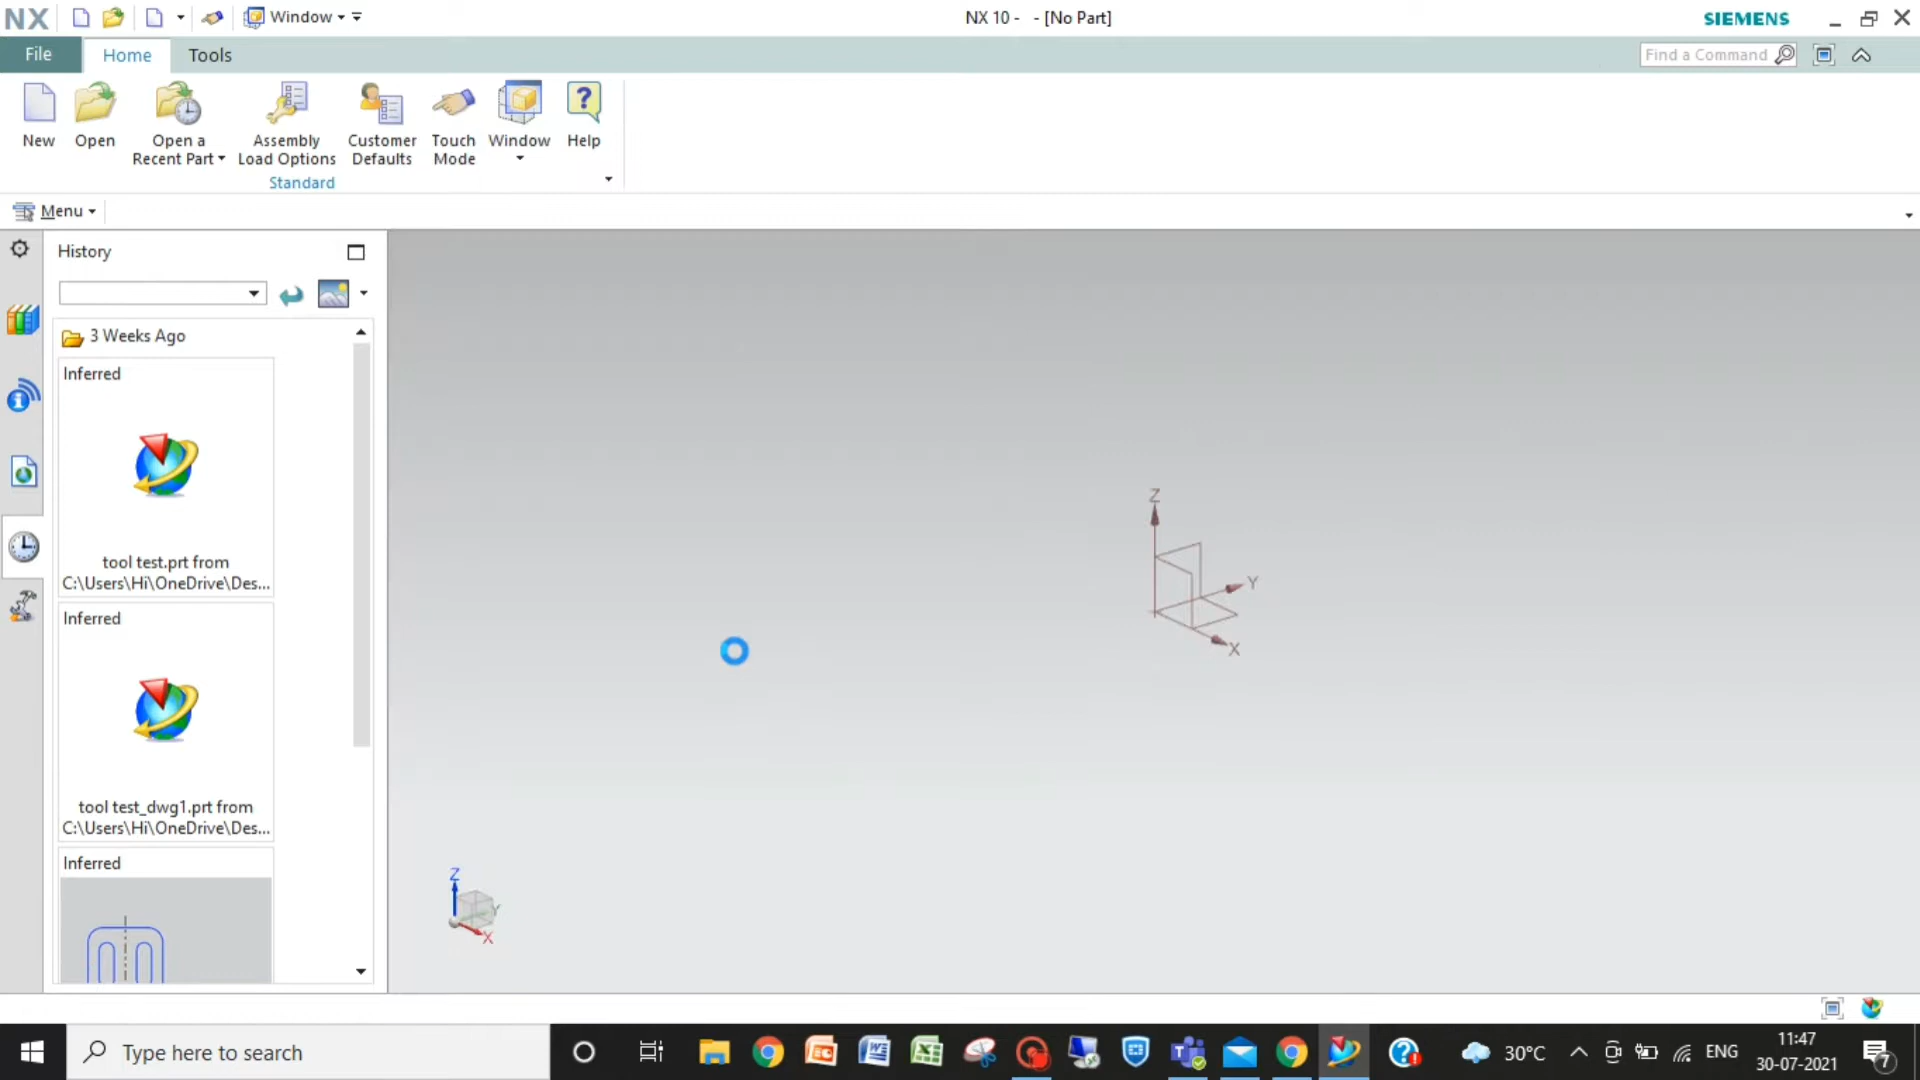 NX
Window
NX 10 - - [No Part]
SIEMENS
File
Home
Tools
Find a Command
New
Open
Open a
Recent Part
Assembly
Load Options
Customer
Defaults
Touch
Mode
Window
Help
Standard
Menu
History
3 Weeks Ago
Inferred
tool test.prt from
C:\Users\Hi\OneDrive\Des...
Inferred
tool test_dwg1.prt from
C:\Users\Hi\OneDrive\Des...
Inferred
Z
Y
X
Z
Y
X
Type here to search
30°C
ENG
11:47
30-07-2021
7